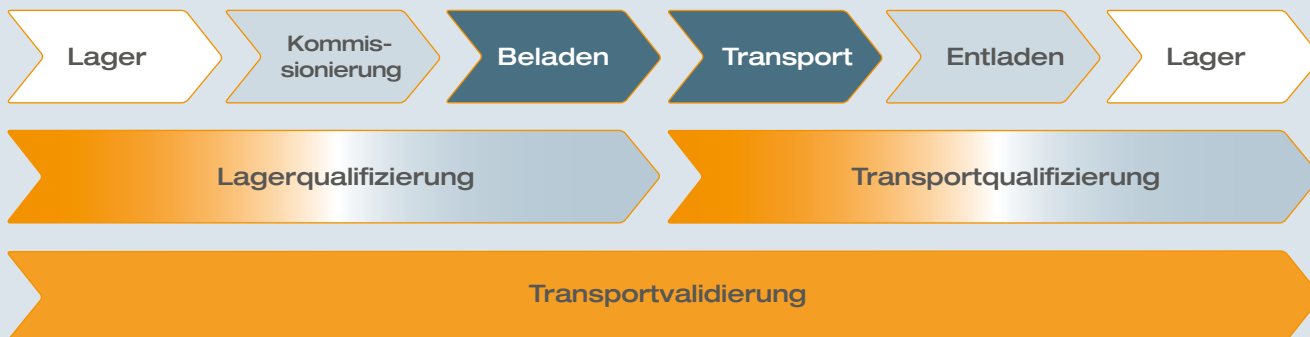 Lager
Kommis-
sionierung
Beladen
Transport
Entladen
Lager
Lagerqualifizierung
Transportqualifizierung
Transportvalidierung